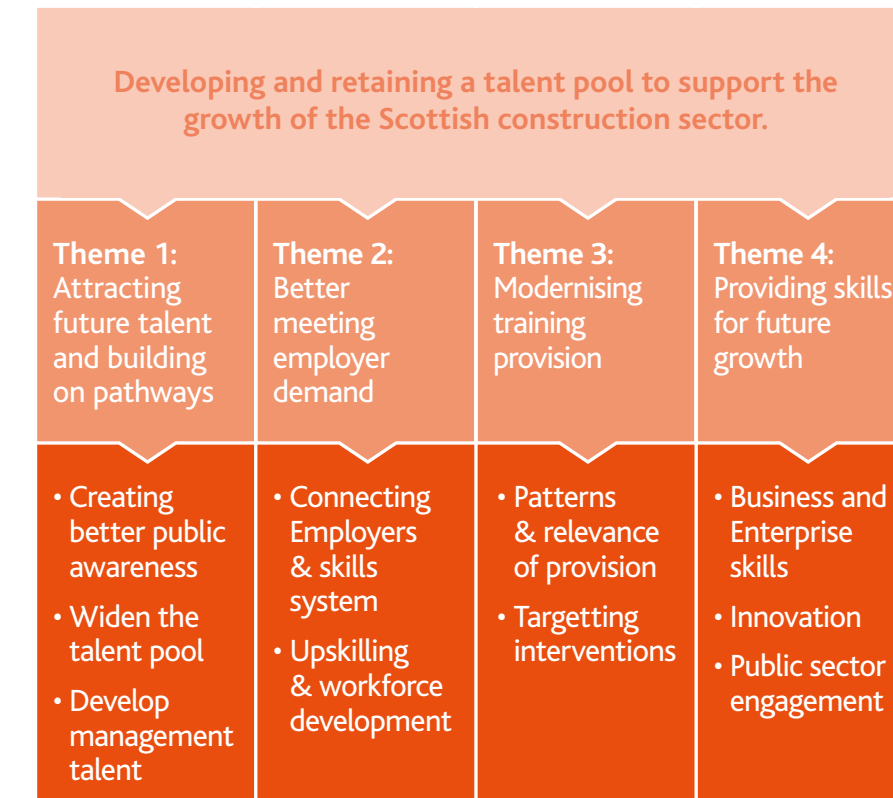 Developing and retaining a talent pool to support the
growth of the Scottish construction sector.
Theme 1:
Attracting
future talent
and building
on pathways
Theme 2:
Better
meeting
employer
demand
Theme 3:
Modernising
training
provision
Theme 4:
Providing skills
for future
growth
• Creating
better public
awareness
• Widen the
talent pool
• Develop
management
talent
• Connecting
Employers
& skills
system
• Upskilling
& workforce
development
• Patterns
& relevance
of provision
• Targetting
interventions
• Business and
Enterprise
skills
• Innovation
• Public sector
engagement